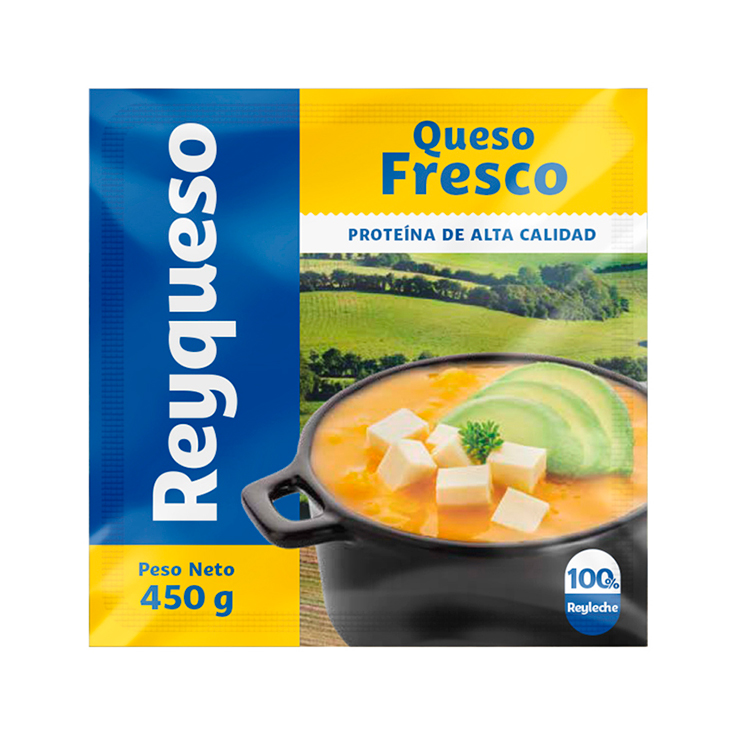 Reyqueso
Queso
Fresco
PROTEÍNA DE ALTA CALIDAD
Peso Neto
450 g
100%
Reyleche